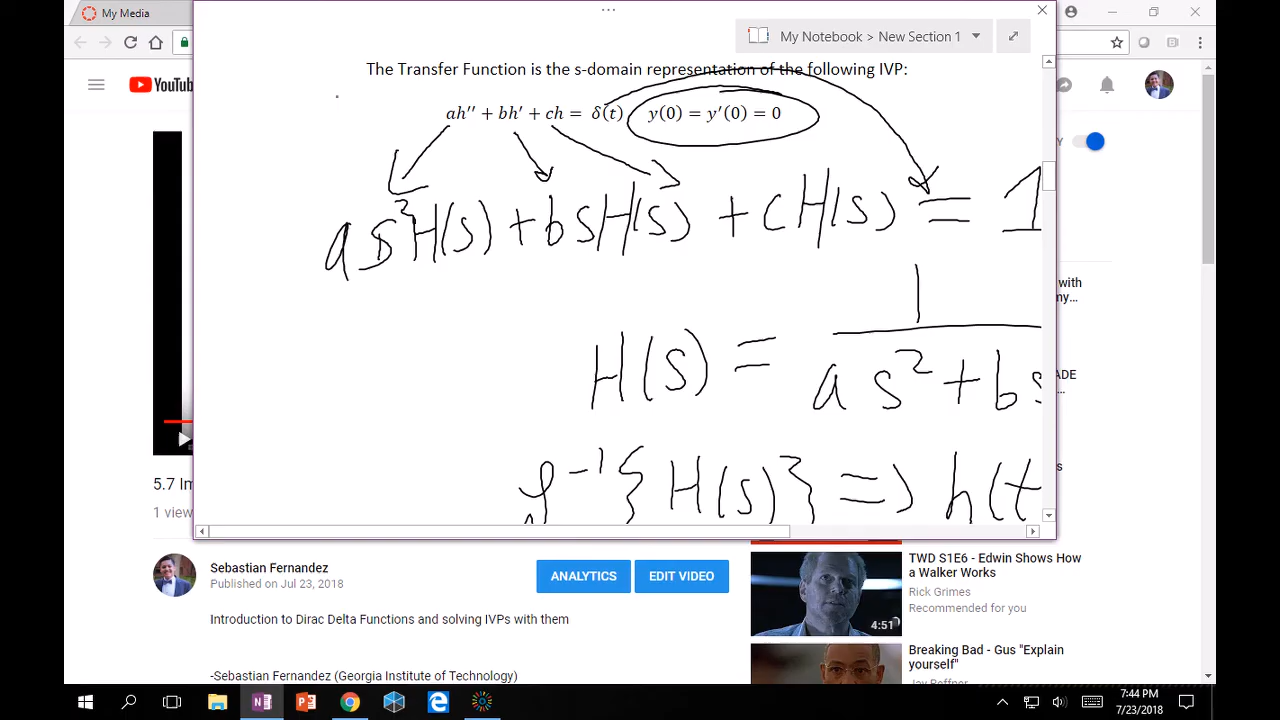 My Media
My Notebook > New Section 1
YouTube
The Transfer Function is the s-domain representation of the following IVP:
ah′′ + bh′ + ch = δ(t) y(0) = y′(0) = 0
as²H(s) + bsH(s) + cH(s) = 1
H(s) = 1
as² + bs
ℒ⁻¹{H(s)} => h(t
5.7 Im
1 view
Sebastian Fernandez
Published on Jul 23, 2018
ANALYTICS
EDIT VIDEO
Introduction to Dirac Delta Functions and solving IVPs with them
-Sebastian Fernandez (Georgia Institute of Technology)
Y
with
my...
ADE
TWD S1E6 - Edwin Shows How
a Walker Works
Rick Grimes
Recommended for you
4:51
Breaking Bad - Gus "Explain
yourself"
7:44 PM
7/23/2018